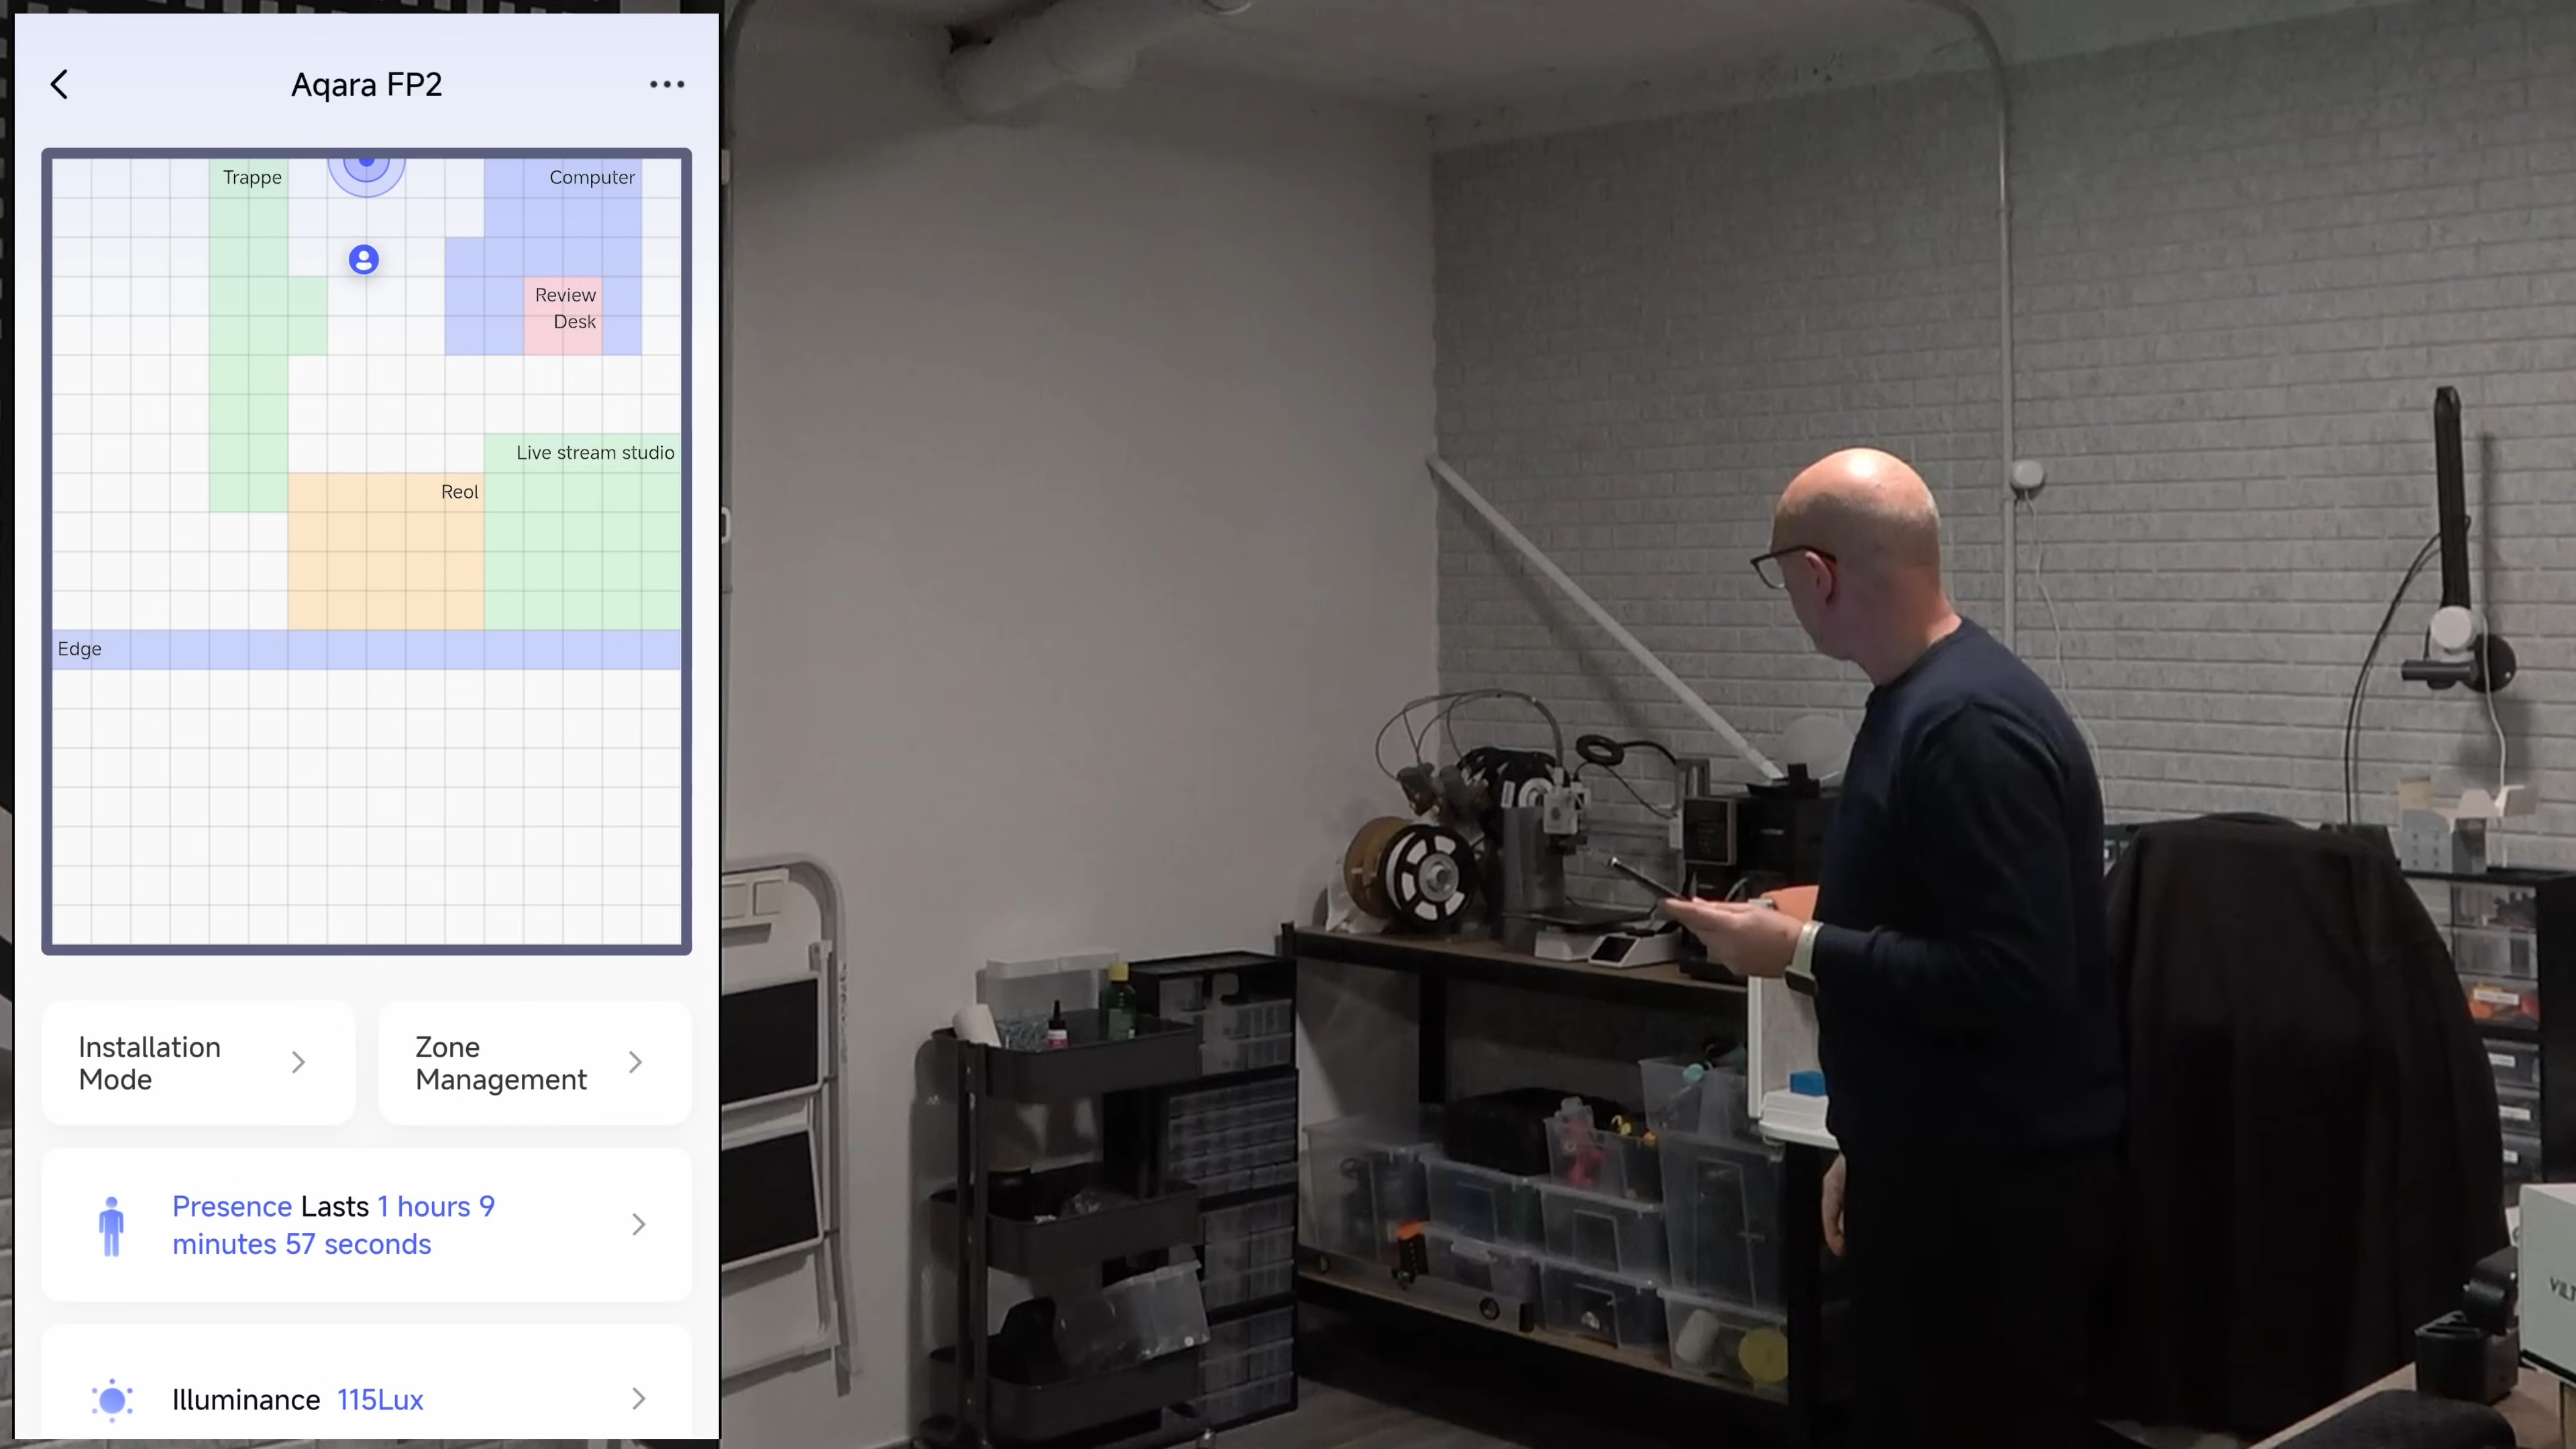 Aqara FP2
Trappe
Computer
Review
Desk
Live stream studio
Reol
Edge
Installation
Mode
Zone
Management
Presence Lasts 1 hours 9
minutes 57 seconds
Illuminance 115Lux